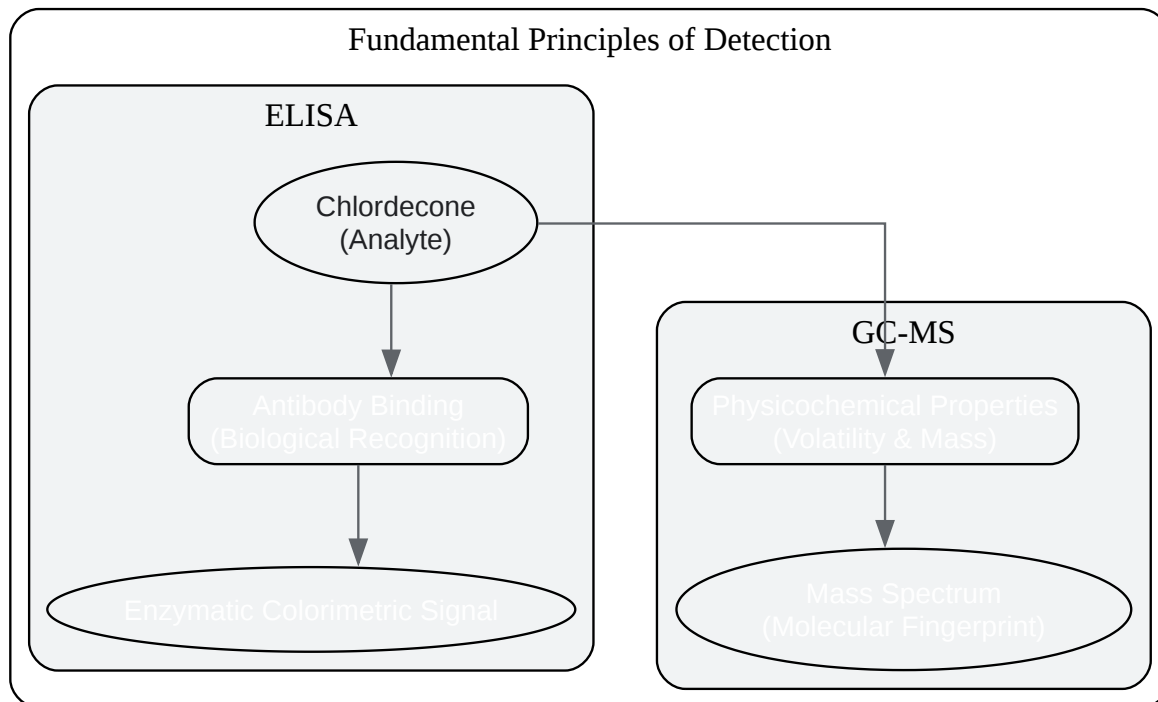 Fundamental Principles of Detection
ELISA
Chlordecone
(Analyte)
Antibody Binding
(Biological Recognition)
Enzymatic Colorimetric Signal
GC-MS
Physicochemical Properties
(Volatility & Mass)
Mass Spectrum
(Molecular Fingerprint)